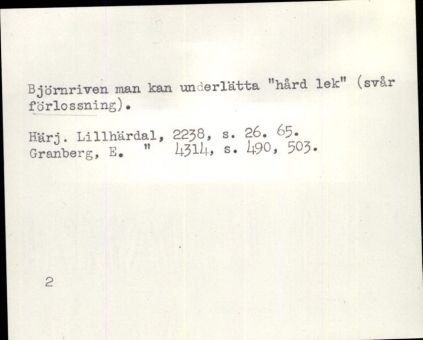 Björnriven man kan underlätta "hård lek" (svår
förlossning).
Härj. Lillhärdal, 2238, s. 26. 65.
Granberg, E. " 4314, s. 490, 503.
2